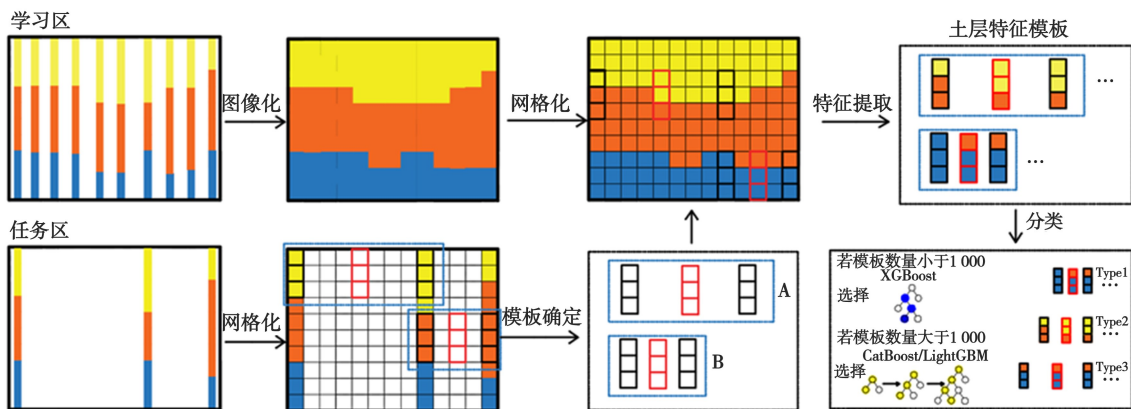 学习区
图像化
网格化
特征提取
土层特征模板
...
...
分类
任务区
网格化
模板确定
A
B
若模板数量小于1 000
XGBoost
选择
若模板数量大于1 000
CatBoost/LightGBM
选择
Type1
...
Type2
...
Type3
...